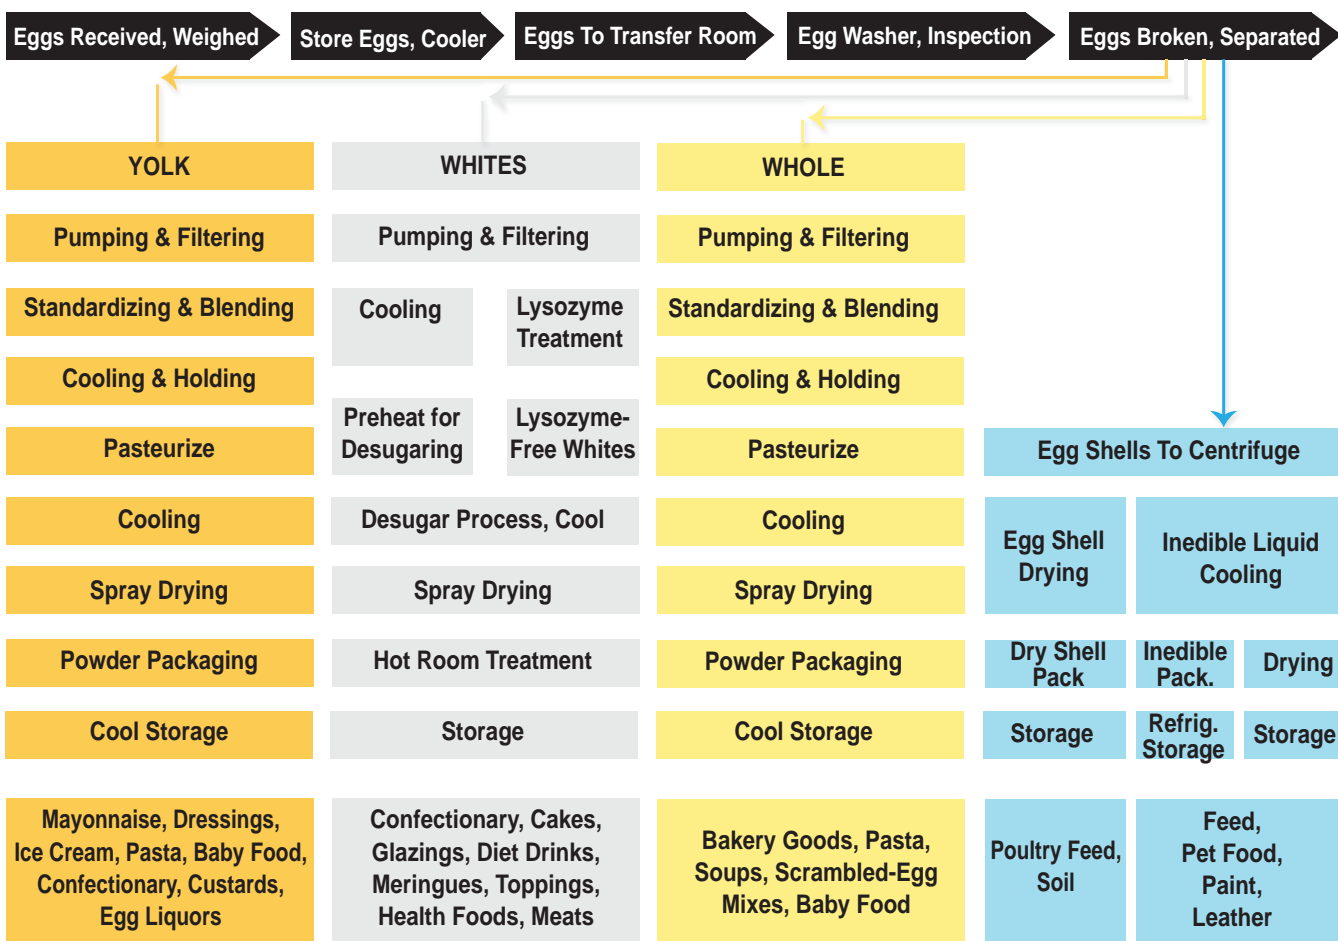 Eggs Received, Weighed
Store Eggs, Cooler
Eggs To Transfer Room
Egg Washer, Inspection
Eggs Broken, Separated
YOLK
Pumping & Filtering
Standardizing & Blending
Cooling & Holding
Pasteurize
Cooling
Spray Drying
Powder Packaging
Cool Storage
Mayonnaise, Dressings,
Ice Cream, Pasta, Baby Food,
Confectionary, Custards,
Egg Liquors
WHITES
Pumping & Filtering
Cooling
Lysozyme
Treatment
Preheat for
Desugaring
Lysozyme-
Free Whites
Desugar Process, Cool
Spray Drying
Hot Room Treatment
Storage
Confectionary, Cakes,
Glazings, Diet Drinks,
Meringues, Toppings,
Health Foods, Meats
WHOLE
Pumping & Filtering
Standardizing & Blending
Cooling & Holding
Pasteurize
Cooling
Spray Drying
Powder Packaging
Cool Storage
Bakery Goods, Pasta,
Soups, Scrambled-Egg
Mixes, Baby Food
Egg Shells To Centrifuge
Egg Shell
Drying
Inedible Liquid
Cooling
Dry Shell
Pack
Inedible
Pack.
Drying
Storage
Refrig.
Storage
Storage
Poultry Feed,
Soil
Feed,
Pet Food,
Paint,
Leather